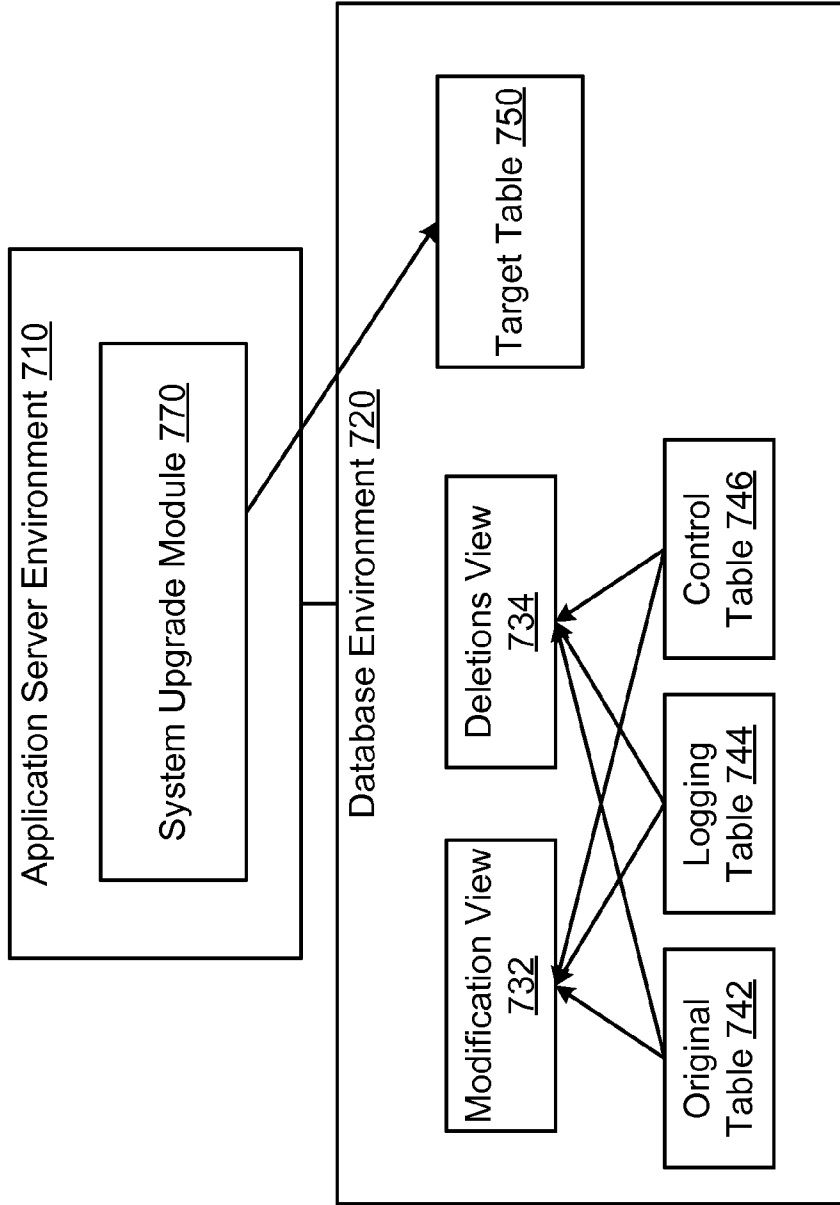 Application Server Environment 710
System Upgrade Module 770
Database Environment 720
Modification View
732
Deletions View
734
Target Table 750
Original
Table 742
Logging
Table 744
Control
Table 746